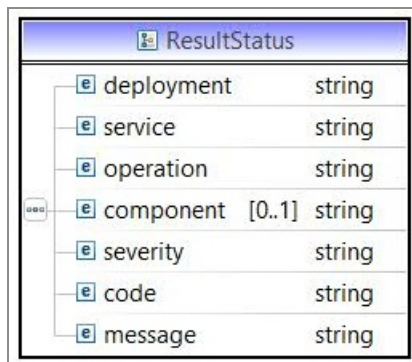 ResultStatus
e deployment string
e service string
e operation string
e component [0..1] string
e severity string
e code string
e message string